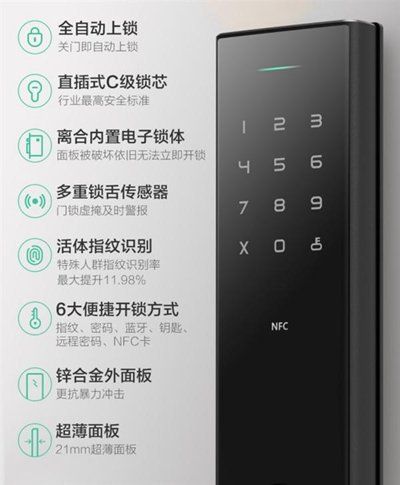 全自动上锁
关门即自动上锁
直插式C级锁芯
行业最高安全标准
离合内置电子锁体
面板被破坏依旧无法立即开锁
多重锁舌传感器
门锁虚掩及时警报
活体指纹识别
特殊人群指纹识别率
最大提升11.98%
6大便捷开锁方式
指纹、密码、蓝牙、钥匙、
远程密码、NFC卡
锌合金外面板
更抗暴力冲击
超薄面板
21mm超薄面板
1 2 3
4 5 6
7 8 9
X 0
NFC